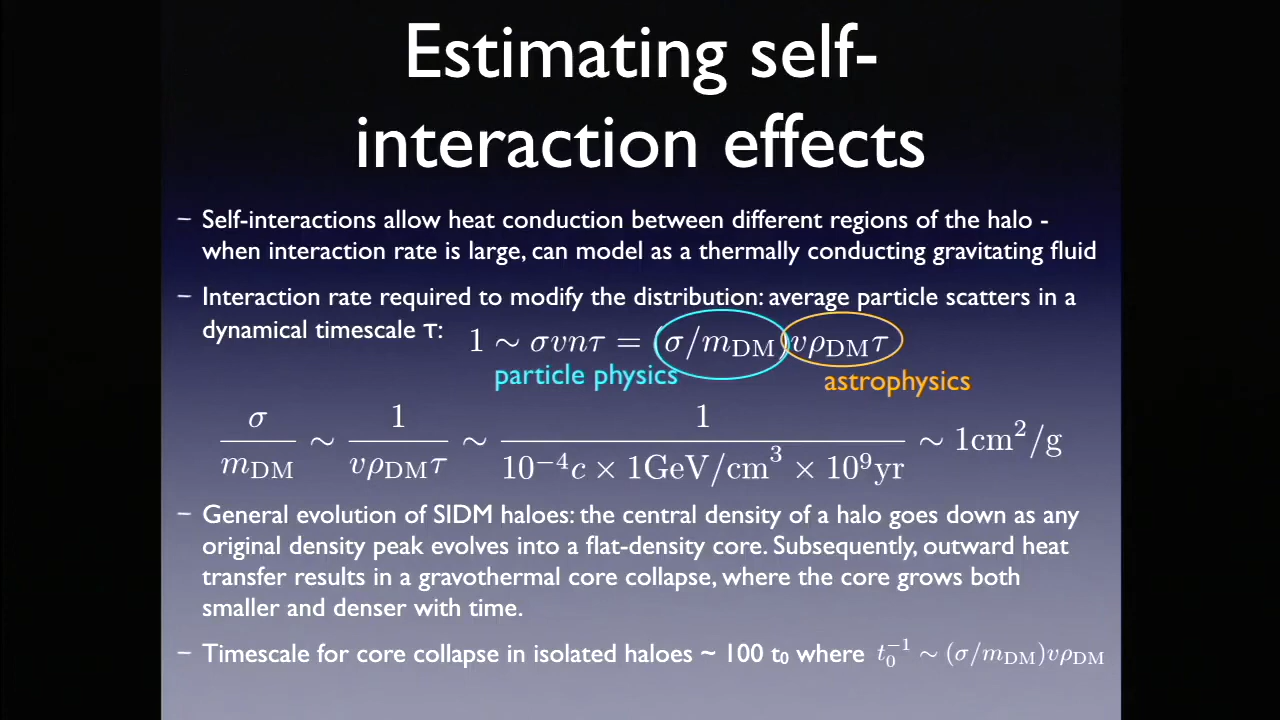 Estimating self-
interaction effects
– Self-interactions allow heat conduction between different regions of the halo -
when interaction rate is large, can model as a thermally conducting gravitating fluid
– Interaction rate required to modify the distribution: average particle scatters in a
dynamical timescale τ: 1 ∼ σvnτ = (σ/m_DM)vρ_DMτ
particle physics astrophysics
σ/m_DM ∼ 1/(vρ_DMτ) ∼ 1/(10⁻⁴c × 1GeV/cm³ × 10⁹yr) ∼ 1cm²/g
– General evolution of SIDM haloes: the central density of a halo goes down as any
original density peak evolves into a flat-density core. Subsequently, outward heat
transfer results in a gravothermal core collapse, where the core grows both
smaller and denser with time.
– Timescale for core collapse in isolated haloes ~ 100 t₀ where t₀⁻¹ ∼ (σ/m_DM)vρ_DM